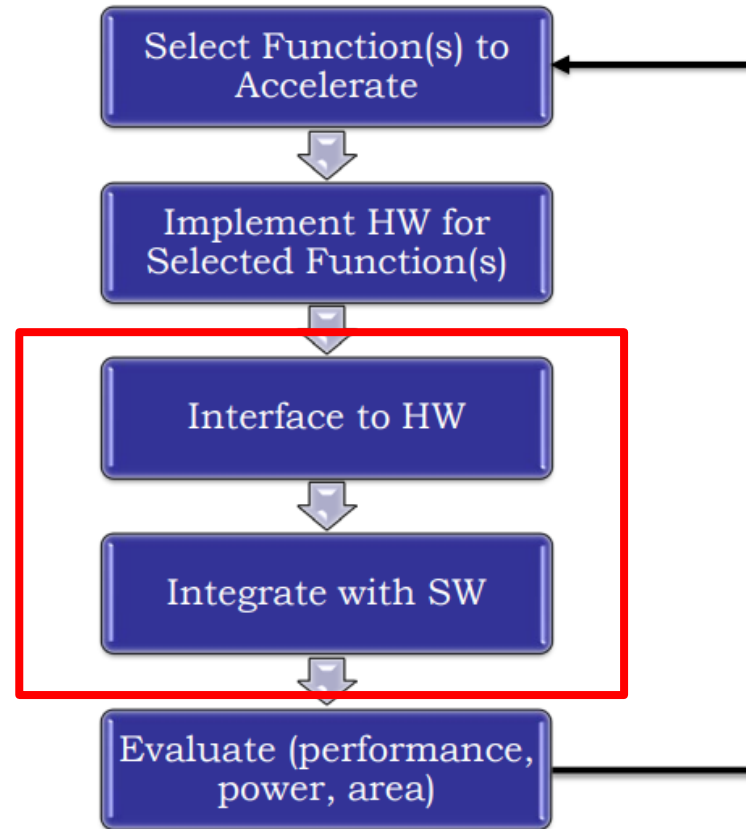 Select Function(s) to
Accelerate
Implement HW for
Selected Function(s)
Interface to HW
Integrate with SW
Evaluate (performance,
power, area)